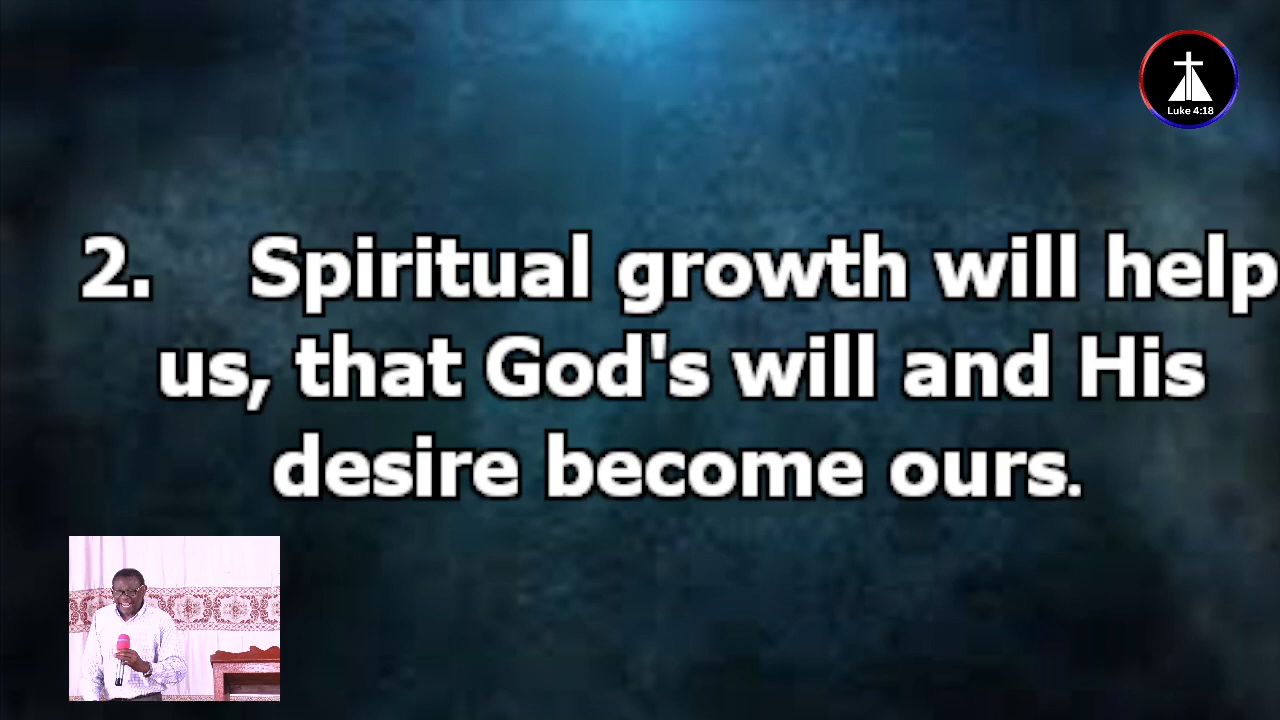 Luke 4:18
2. Spiritual growth will help
us, that God's will and His
desire become ours.